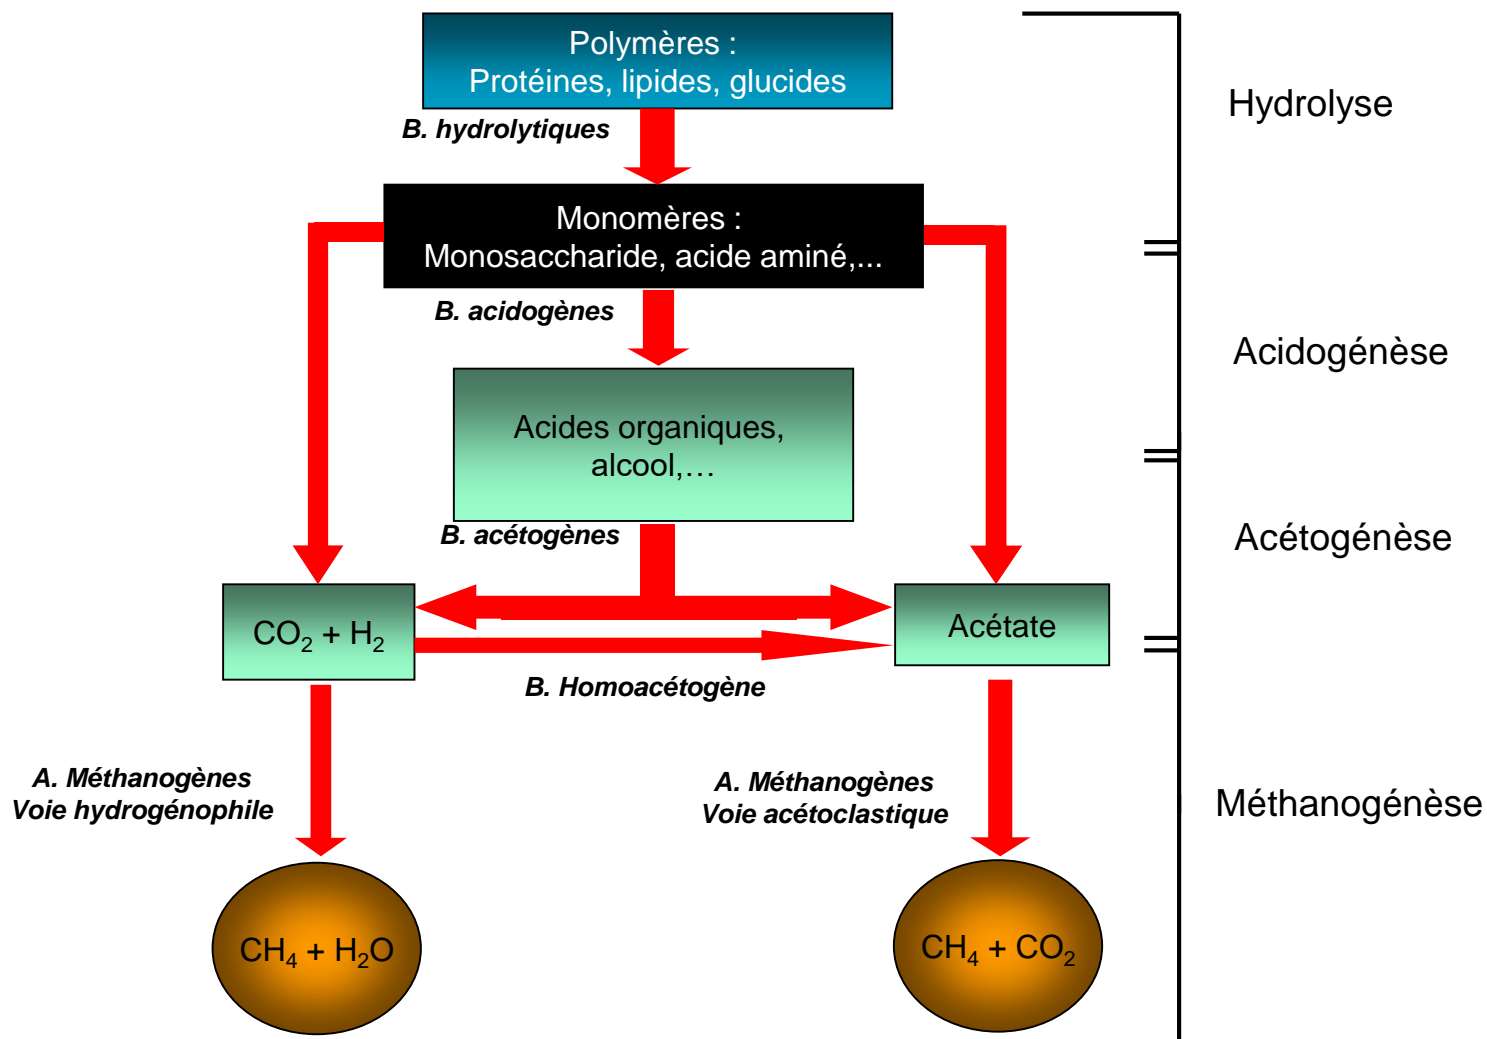 Polymères :
Protéines, lipides, glucides
Hydrolyse
B. hydrolytiques
Monomères :
Monosaccharide, acide aminé,...
B. acidogènes
Acidogénèse
Acides organiques,
alcool,…
B. acétogènes
Acétogénèse
CO₂ + H₂
Acétate
B. Homoacétogène
A. Méthanogènes
Voie hydrogénophile
A. Méthanogènes
Voie acétoclastique
Méthanogénèse
CH₄ + H₂O
CH₄ + CO₂